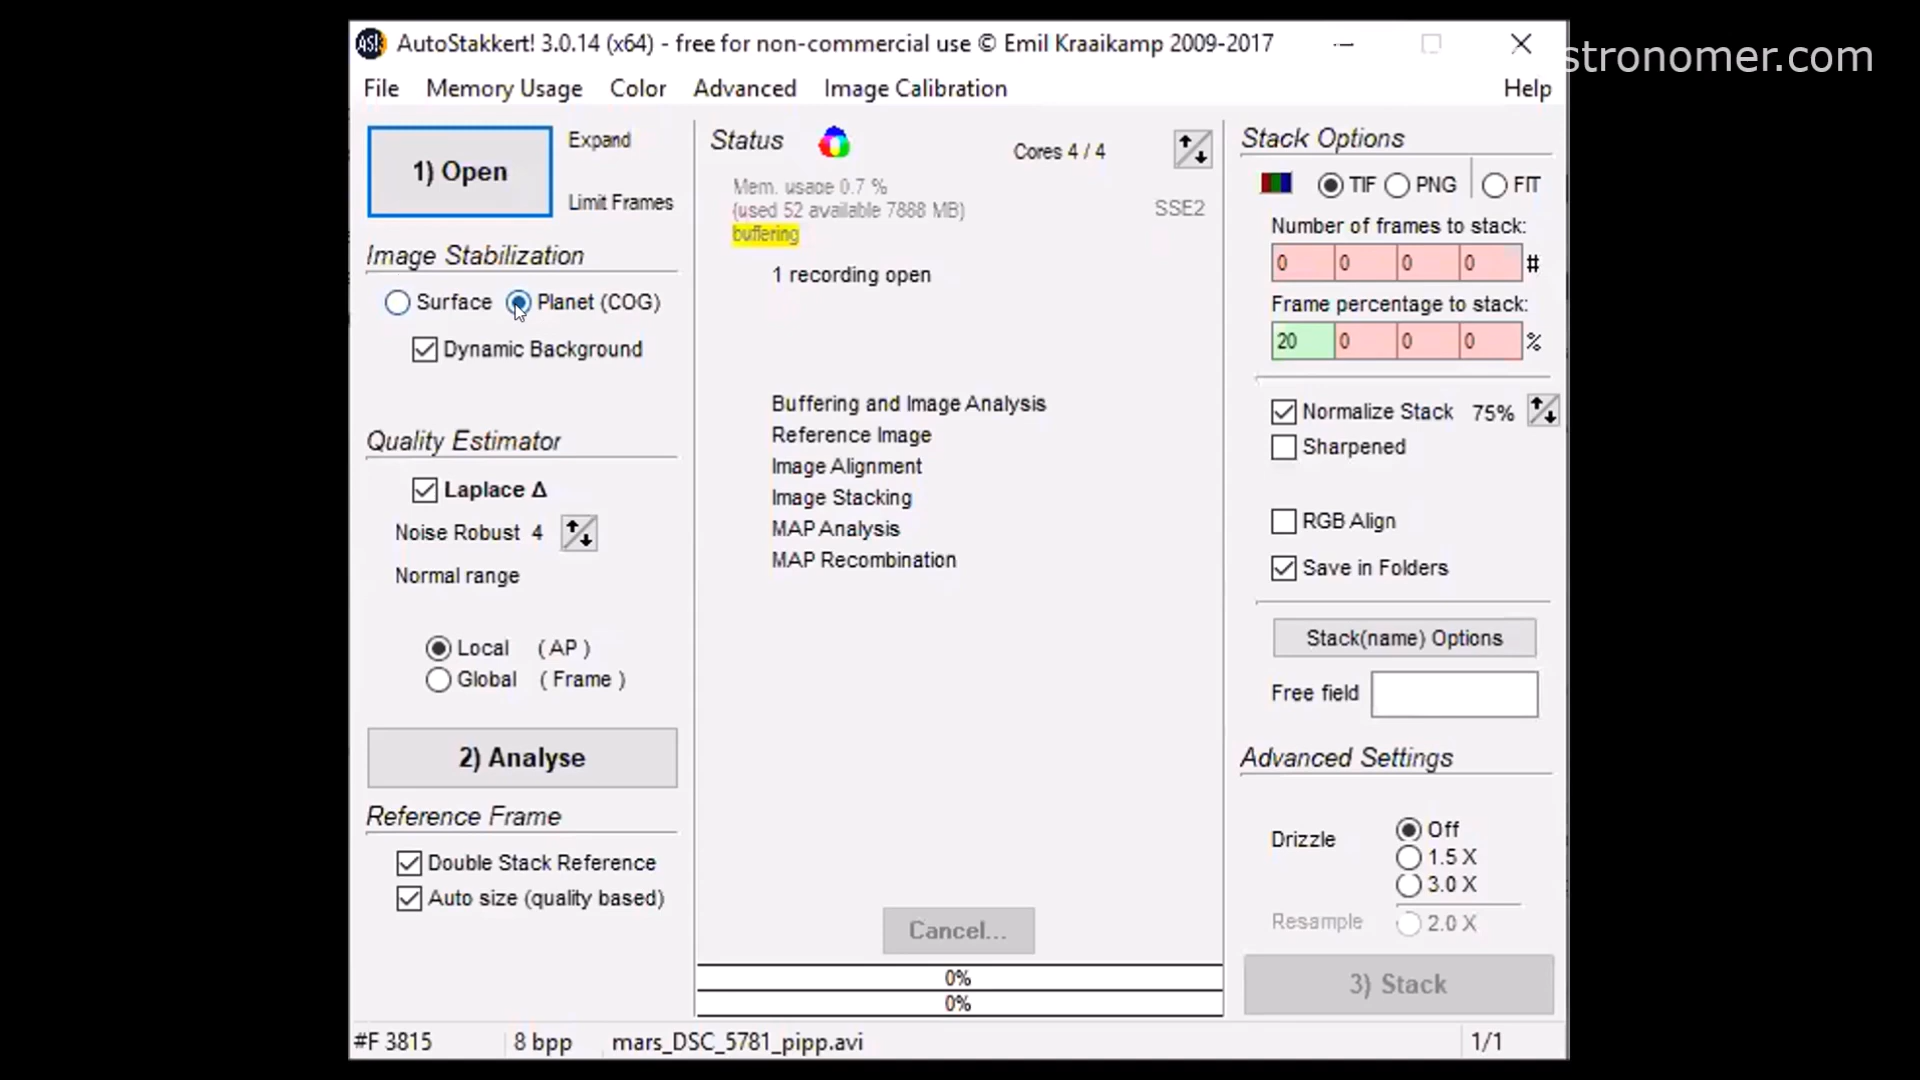 AS!
AutoStakkert! 3.0.14 (x64) - free for non-commercial use © Emil Kraaikamp 2009-2017
stronomer.com
File Memory Usage Color Advanced Image Calibration Help
1) Open
Expand
Limit Frames
Image Stabilization
Surface Planet (COG)
Dynamic Background
Quality Estimator
Laplace Δ
Noise Robust 4
Normal range
Local (AP)
Global (Frame)
2) Analyse
Reference Frame
Double Stack Reference
Auto size (quality based)
Status
Cores 4 / 4
Mem. usage 0.7 %
(used 52 available 7868 MB)
SSE2
buffering
1 recording open
Buffering and Image Analysis
Reference Image
Image Alignment
Image Stacking
MAP Analysis
MAP Recombination
Cancel...
0%
0%
Stack Options
TIF PNG FIT
Number of frames to stack:
0 0 0 0 #
Frame percentage to stack:
20 0 0 0 %
Normalize Stack 75%
Sharpened
RGB Align
Save in Folders
Stack(name) Options
Free field
Advanced Settings
Drizzle
Off
1.5 X
3.0 X
Resample 2.0 X
3) Stack
#F 3815 8 bpp mars_DSC_5781_pipp.avi 1/1